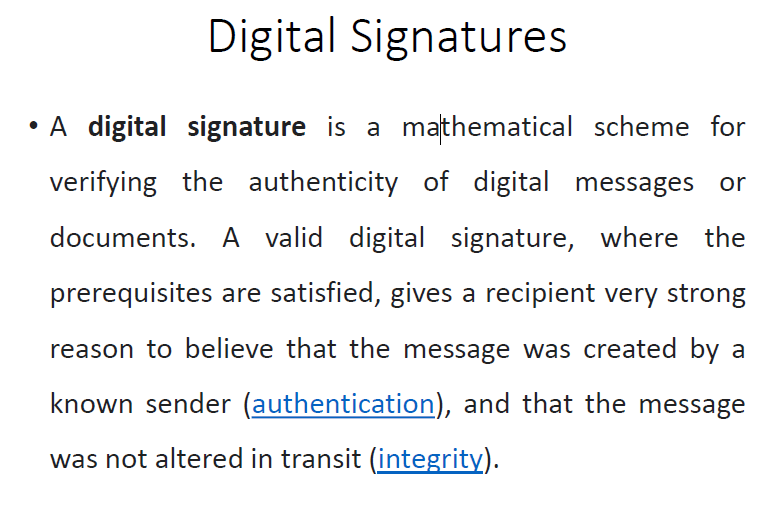 Digital Signatures
• A digital signature is a mathematical scheme for
verifying the authenticity of digital messages or
documents. A valid digital signature, where the
prerequisites are satisfied, gives a recipient very strong
reason to believe that the message was created by a
known sender (authentication), and that the message
was not altered in transit (integrity).